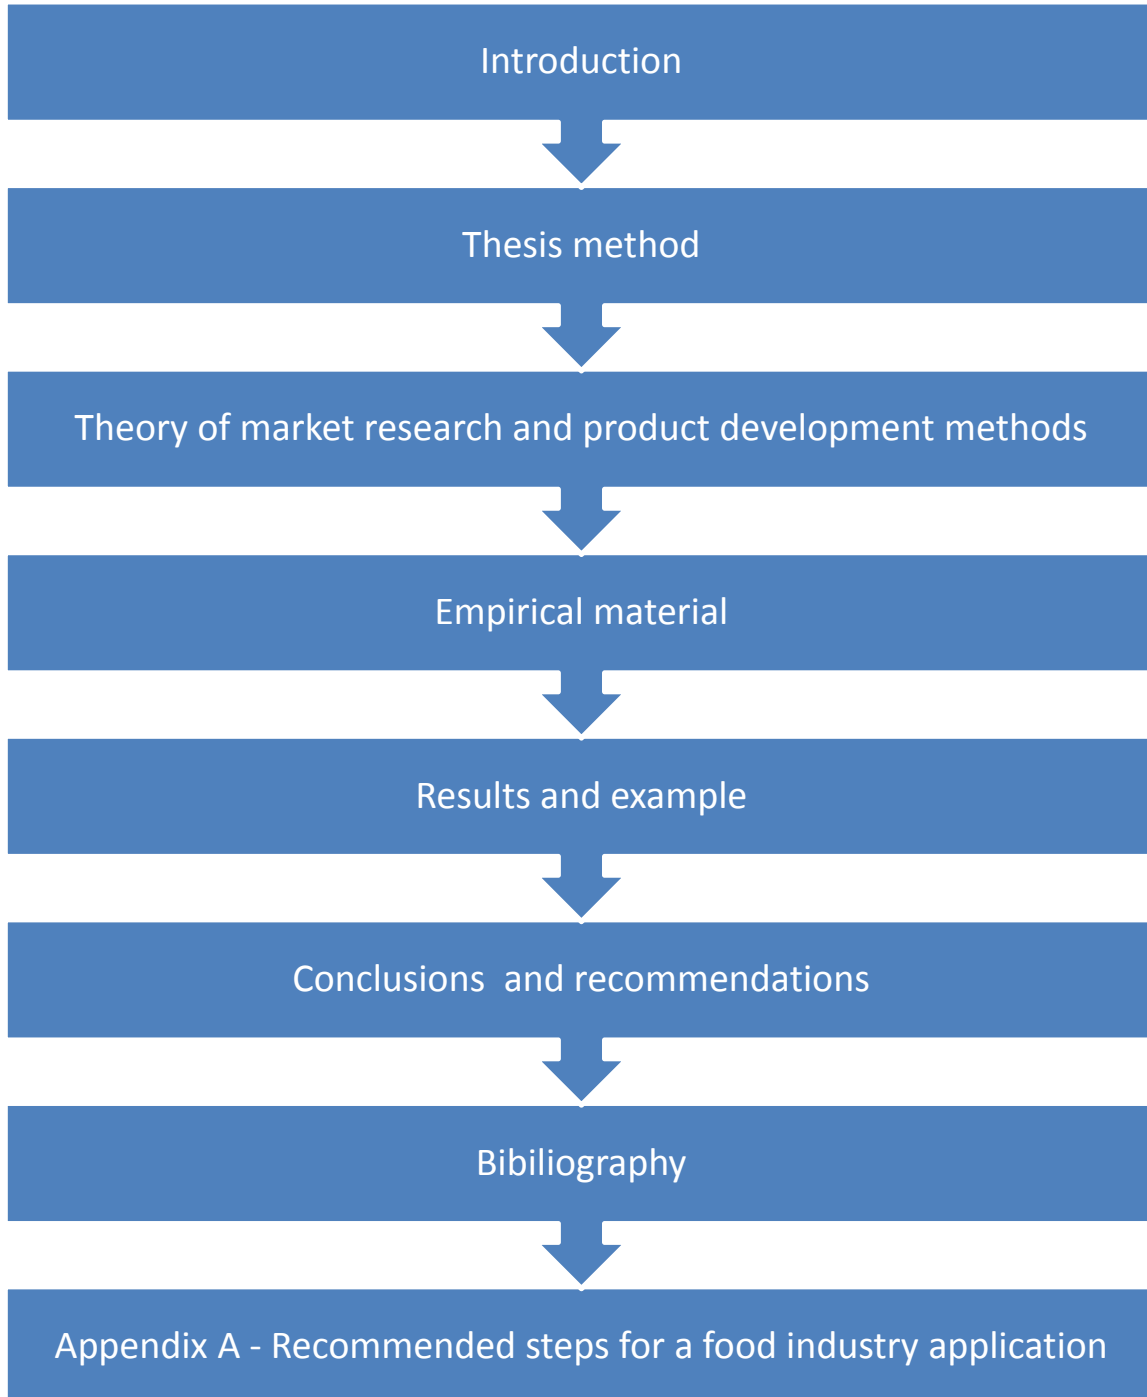 Introduction
Thesis method
Theory of market research and product development methods
Empirical material
Results and example
Conclusions  and recommendations
Bibiliography
Appendix A - Recommended steps for a food industry application